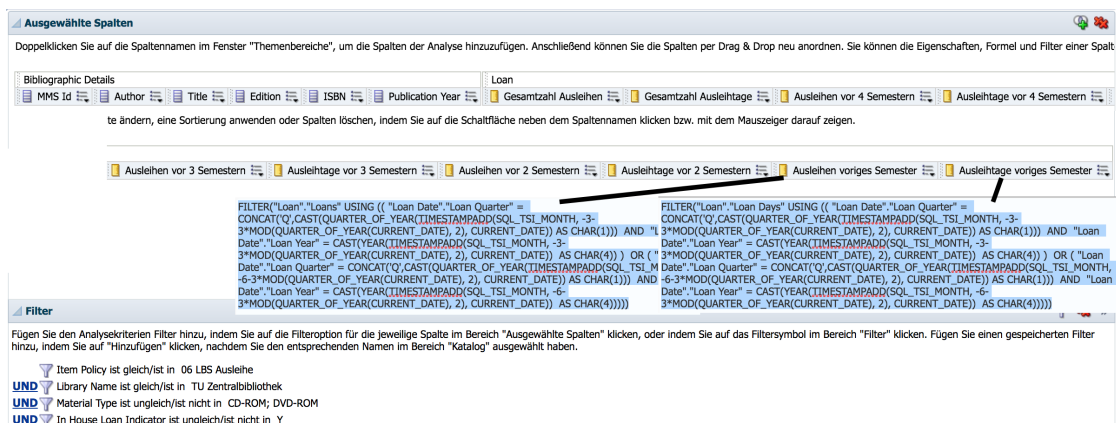 Ausgewählte Spalten
Doppelklicken Sie auf die Spaltennamen im Fenster "Themenbereiche", um die Spalten der Analyse hinzuzufügen. Anschließend können Sie die Spalten per Drag & Drop neu anordnen. Sie können die Eigenschaften, Formel und Filter einer Spalt
Bibliographic Details Loan
MMS Id Author Title Edition ISBN Publication Year Gesamtzahl Ausleihen Gesamtzahl Ausleihtage Ausleihen vor 4 Semestern Ausleihtage vor 4 Semestern
te ändern, eine Sortierung anwenden oder Spalten löschen, indem Sie auf die Schaltfläche neben dem Spaltennamen klicken bzw. mit dem Mauszeiger darauf zeigen.
Ausleihen vor 3 Semestern Ausleihtage vor 3 Semestern Ausleihen vor 2 Semestern Ausleihtage vor 2 Semestern Ausleihen voriges Semester Ausleihtage voriges Semester
FILTER("Loan"."Loans" USING (( "Loan Date"."Loan Quarter" =
CONCAT('Q',CAST(QUARTER_OF_YEAR(TIMESTAMPADD(SQL_TSI_MONTH, -3-
3*MOD(QUARTER_OF_YEAR(CURRENT_DATE), 2), CURRENT_DATE)) AS CHAR(1))) AND "L
Date"."Loan Year" = CAST(YEAR(TIMESTAMPADD(SQL_TSI_MONTH, -3-
3*MOD(QUARTER_OF_YEAR(CURRENT_DATE), 2), CURRENT_DATE)) AS CHAR(4)) ) OR ( "
Date"."Loan Quarter" = CONCAT('Q',CAST(QUARTER_OF_YEAR(TIMESTAMPADD(SQL_TSI_M
-6-3*MOD(QUARTER_OF_YEAR(CURRENT_DATE), 2), CURRENT_DATE)) AS CHAR(1))) AND
Date"."Loan Year" = CAST(YEAR(TIMESTAMPADD(SQL_TSI_MONTH, -6-
3*MOD(QUARTER_OF_YEAR(CURRENT_DATE), 2), CURRENT_DATE)) AS CHAR(4)))))
FILTER("Loan"."Loan Days" USING (( "Loan Date"."Loan Quarter" =
CONCAT('Q',CAST(QUARTER_OF_YEAR(TIMESTAMPADD(SQL_TSI_MONTH, -3-
3*MOD(QUARTER_OF_YEAR(CURRENT_DATE), 2), CURRENT_DATE)) AS CHAR(1))) AND "Loan
Date"."Loan Year" = CAST(YEAR(TIMESTAMPADD(SQL_TSI_MONTH, -3-
3*MOD(QUARTER_OF_YEAR(CURRENT_DATE), 2), CURRENT_DATE)) AS CHAR(4)) ) OR ( "Loan
Date"."Loan Quarter" = CONCAT('Q',CAST(QUARTER_OF_YEAR(TIMESTAMPADD(SQL_TSI_MONTH,
-6-3*MOD(QUARTER_OF_YEAR(CURRENT_DATE), 2), CURRENT_DATE)) AS CHAR(1))) AND "Loan
Date"."Loan Year" = CAST(YEAR(TIMESTAMPADD(SQL_TSI_MONTH, -6-
3*MOD(QUARTER_OF_YEAR(CURRENT_DATE), 2), CURRENT_DATE)) AS CHAR(4)))))
Filter
Fügen Sie den Analysekriterien Filter hinzu, indem Sie auf die Filteroption für die jeweilige Spalte im Bereich "Ausgewählte Spalten" klicken, oder indem Sie auf das Filtersymbol im Bereich "Filter" klicken. Fügen Sie einen gespeicherten Filter
hinzu, indem Sie auf "Hinzufügen" klicken, nachdem Sie den entsprechenden Namen im Bereich "Katalog" ausgewählt haben.
Item Policy ist gleich/ist in 06 LBS Ausleihe
UND Library Name ist gleich/ist in TU Zentralbibliothek
UND Material Type ist ungleich/ist nicht in CD-ROM; DVD-ROM
UND In House Loan Indicator ist ungleich/ist nicht in Y